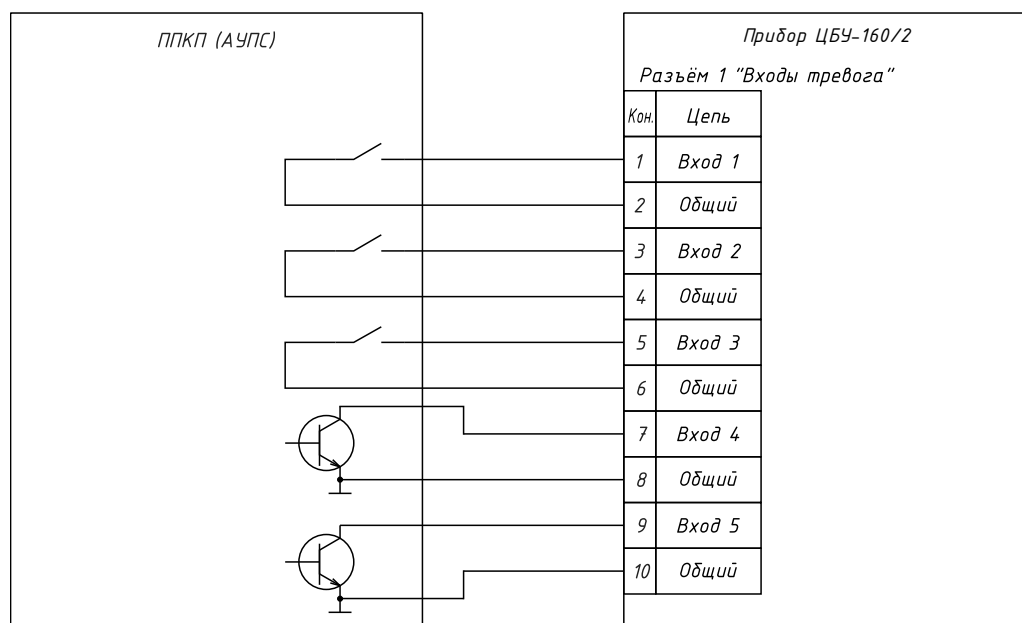 ППКП (АУПС)
Прибор ЦБУ-160/2
Разъём 1 "Входы тревога"
Кон. Цепь
1 Вход 1
2 Общий
3 Вход 2
4 Общий
5 Вход 3
6 Общий
7 Вход 4
8 Общий
9 Вход 5
10 Общий